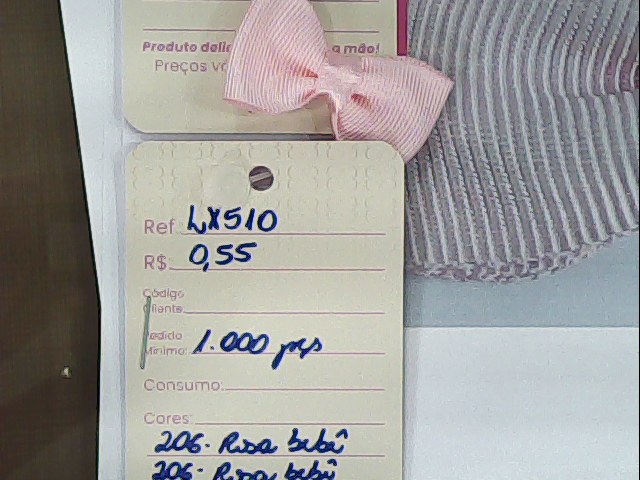 Produto delic a mão!
Preços
Ref. LX510
R$: 0,55
Código
Cliente:
Pedido
Mínimo: 1.000 pçs
Consumo:
Cores:
206 - Rosa bebê
206 - Rosa bebê